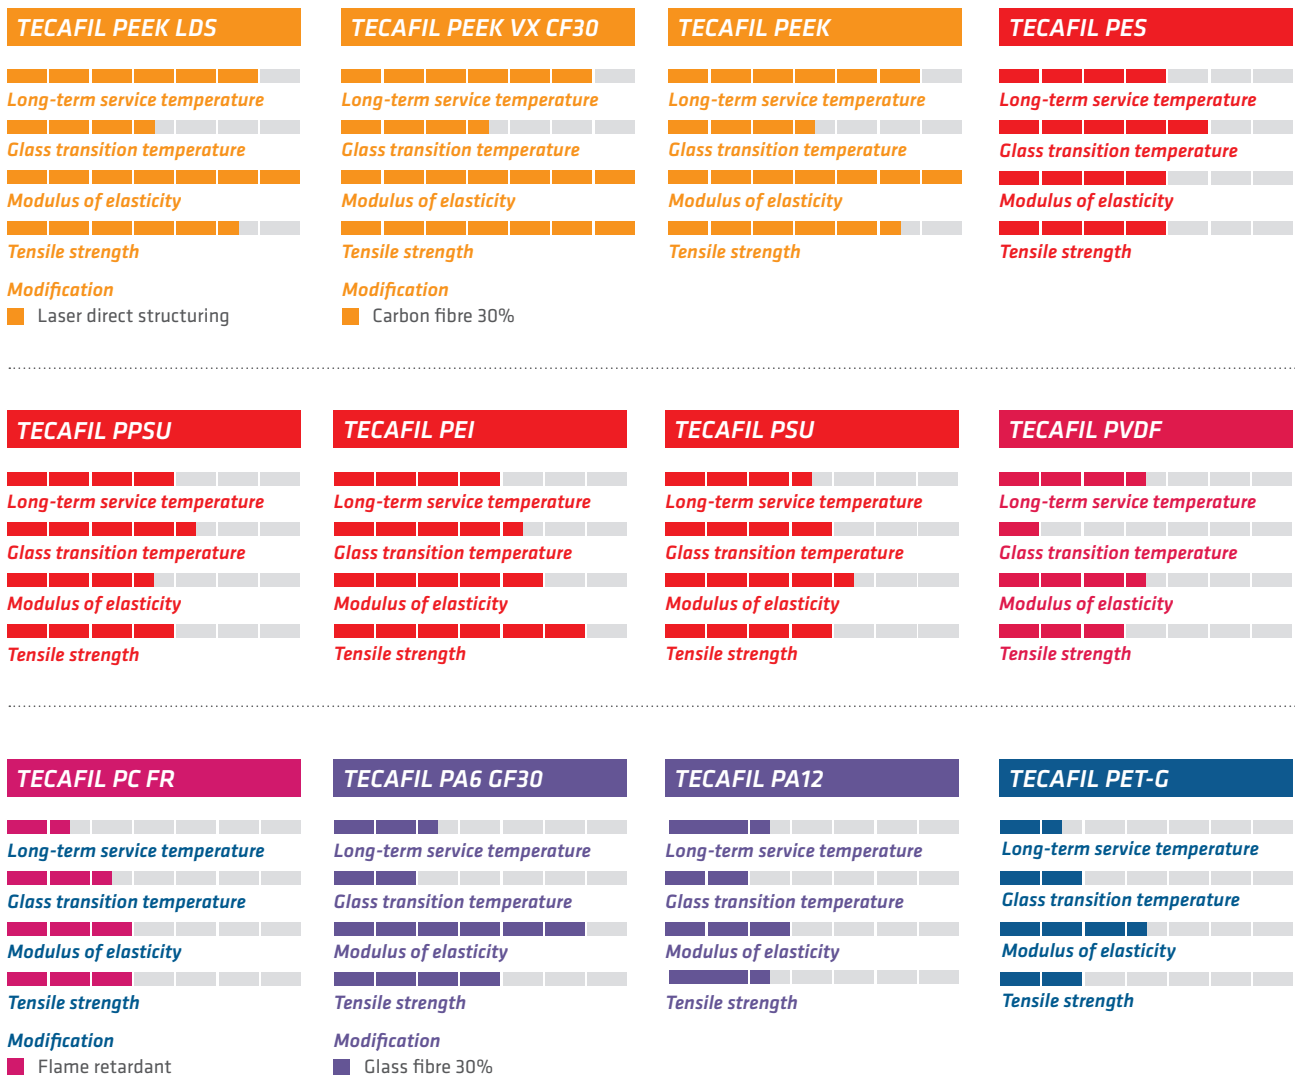 TECAFIL PEEK LDS
Long-term service temperature
Glass transition temperature
Modulus of elasticity
Tensile strength
Modification
Laser direct structuring
TECAFIL PEEK VX CF30
Long-term service temperature
Glass transition temperature
Modulus of elasticity
Tensile strength
Modification
Carbon fibre 30%
TECAFIL PEEK
Long-term service temperature
Glass transition temperature
Modulus of elasticity
Tensile strength
TECAFIL PES
Long-term service temperature
Glass transition temperature
Modulus of elasticity
Tensile strength
TECAFIL PPSU
Long-term service temperature
Glass transition temperature
Modulus of elasticity
Tensile strength
TECAFIL PEI
Long-term service temperature
Glass transition temperature
Modulus of elasticity
Tensile strength
TECAFIL PSU
Long-term service temperature
Glass transition temperature
Modulus of elasticity
Tensile strength
TECAFIL PVDF
Long-term service temperature
Glass transition temperature
Modulus of elasticity
Tensile strength
TECAFIL PC FR
Long-term service temperature
Glass transition temperature
Modulus of elasticity
Tensile strength
Modification
Flame retardant
TECAFIL PA6 GF30
Long-term service temperature
Glass transition temperature
Modulus of elasticity
Tensile strength
Modification
Glass fibre 30%
TECAFIL PA12
Long-term service temperature
Glass transition temperature
Modulus of elasticity
Tensile strength
TECAFIL PET-G
Long-term service temperature
Glass transition temperature
Modulus of elasticity
Tensile strength